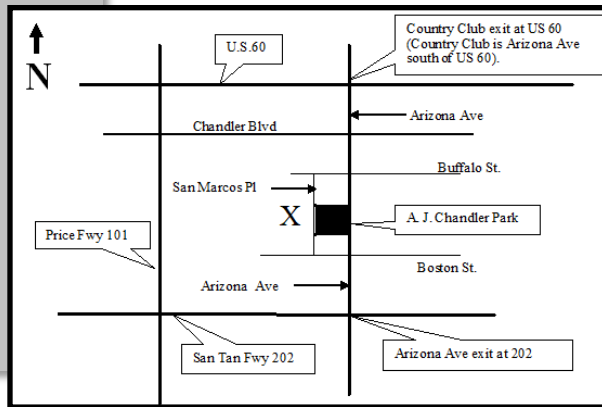 Country Club exit at US 60
(Country Club is Arizona Ave
south of US 60).
U.S.60
N
Arizona Ave
Chandler Blvd
Buffalo St.
San Marcos Pl
X
A. J. Chandler Park
Price Fwy 101
Boston St.
Arizona Ave
San Tan Fwy 202
Arizona Ave exit at 202